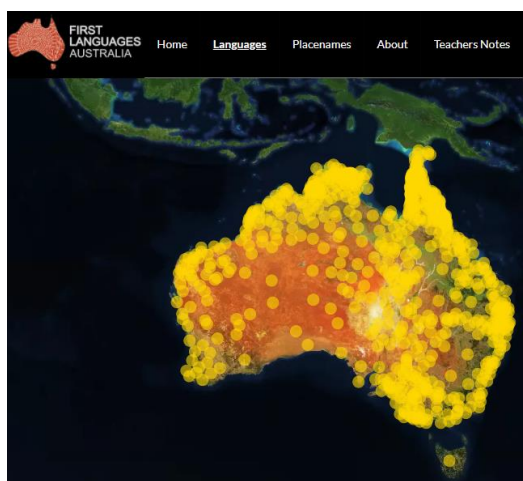 FIRST
LANGUAGES
AUSTRALIA
Home Languages Placenames About Teachers Notes